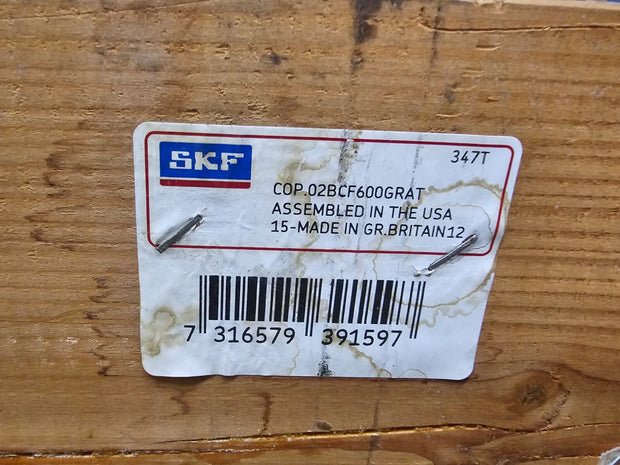 SKF
347T
COP.02BCF600GRAT
ASSEMBLED IN THE USA
15-MADE IN GR.BRITAIN12
7 316579 391597